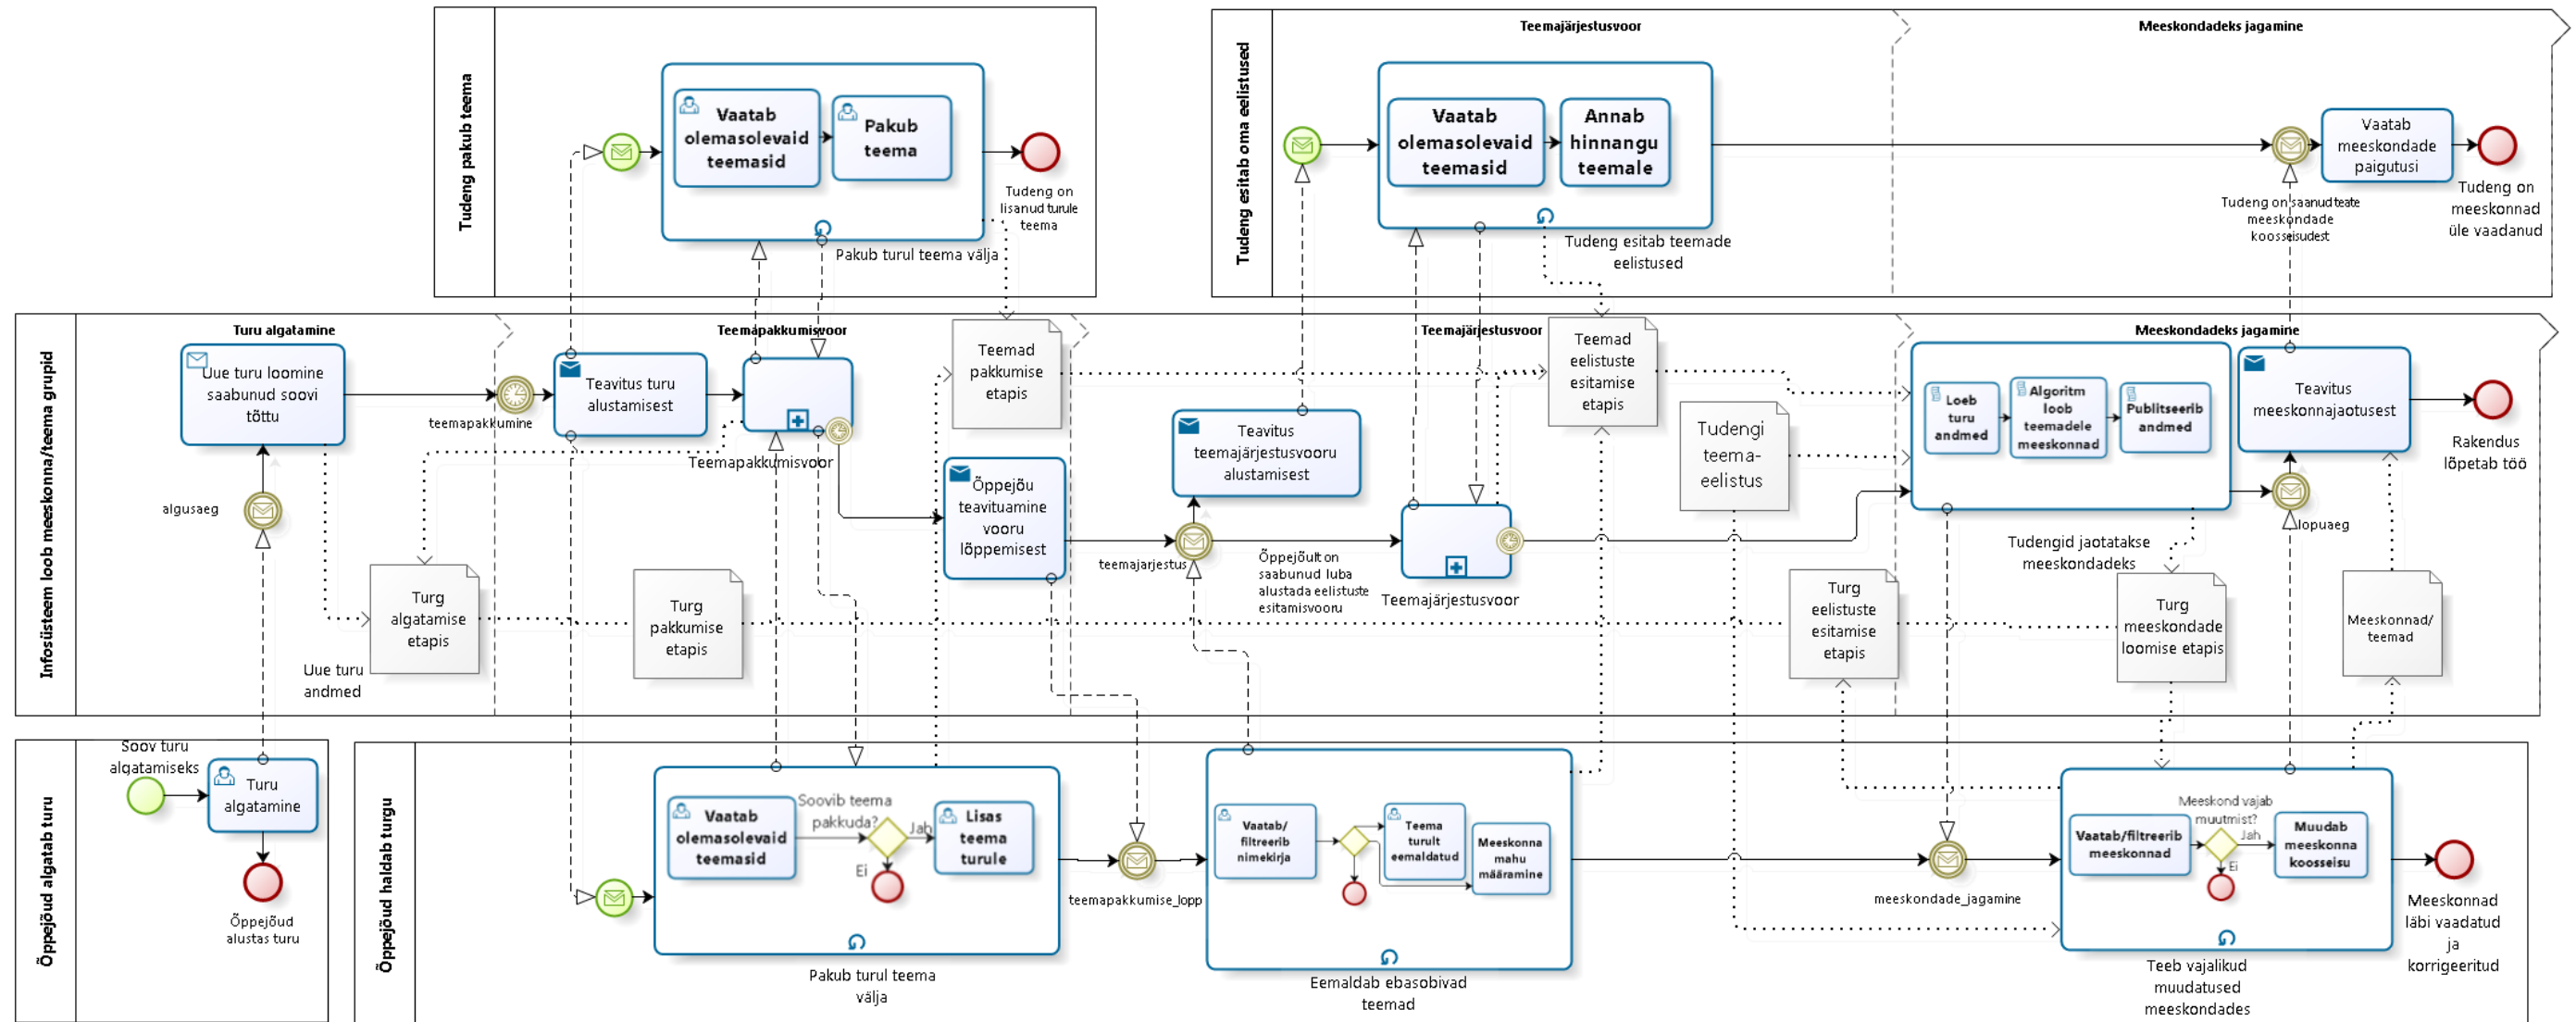 Tudeng pakub teema
Vaatab
olemasolevaid
teemasid
Pakub
teema
Tudeng on
lisanud turule
teema
Pakub turul teema välja
Tudeng esitab oma eelistused
Teemajärjestusvoor
Meeskondadeks jagamine
Vaatab
olemasolevaid
teemasid
Annab
hinnangu
teemale
Tudeng esitab teemade
eelistused
Vaatab
meeskondade
paigutusi
Tudeng on saanud teate
meeskondade
koosseisudest
Tudeng on
meeskonnad
üle vaadanud
Infosüsteem loob meeskonna/teema grupid
Turu algatamine
Teemapakkumisvoor
Teemajärjestusvoor
Meeskondadeks jagamine
Uue turu loomine
saabunud soovi
tõttu
algusaeg
teemapakkumine
Teavitus turu
alustamisest
Teemapakkumisvoor
Teemad
pakkumise
etapis
Õppejõu
teavituamine
vooru
lõppemisest
Turg
algatamise
etapis
Uue turu
andmed
Turg
pakkumise
etapis
Teavitus
teemajärjestusvooru
alustamisest
teemajarjestus
Õppejõult on
saabunud luba
alustada eelistuste
esitamisvooru
Teemajärjestusvoor
Teemad
eelistuste
esitamise
etapis
Tudengi
teema-
eelistus
Turg
eelistuste
esitamise
etapis
Loeb
turu
andmed
Algoritm
loob
teemadele
meeskonnad
Publitseerib
andmed
Tudengid jaotatakse
meeskondadeks
Turg
meeskondade
loomise etapis
Teavitus
meeskonnajaotusest
lopuaeg
Meeskonnad/
teemad
Rakendus
lõpetab töö
Õppejõud algatab turu
Soov turu
algatamiseks
Turu
algatamine
Õppejõud
alustas turu
Õppejõud haldab turgu
Vaatab
olemasolevaid
teemasid
Soovib teema
pakkuda?
Jah
Ei
Lisas
teema
turule
Pakub turul teema
välja
teemapakkumise_lopp
Vaatab/
filtreerib
nimekirja
Teema
turult
eemaldatud
Meeskonna
mahu
määramine
Eemaldab ebasobivad
teemad
meeskondade_jagamine
Vaatab/filtreerib
meeskonnad
Meeskond vajab
muutmist?
Jah
Ei
Muudab
meeskonna
koosseisu
Teeb vajalikud
muudatused
meeskondades
Meeskonnad
läbi vaadatud
ja
korrigeeritud